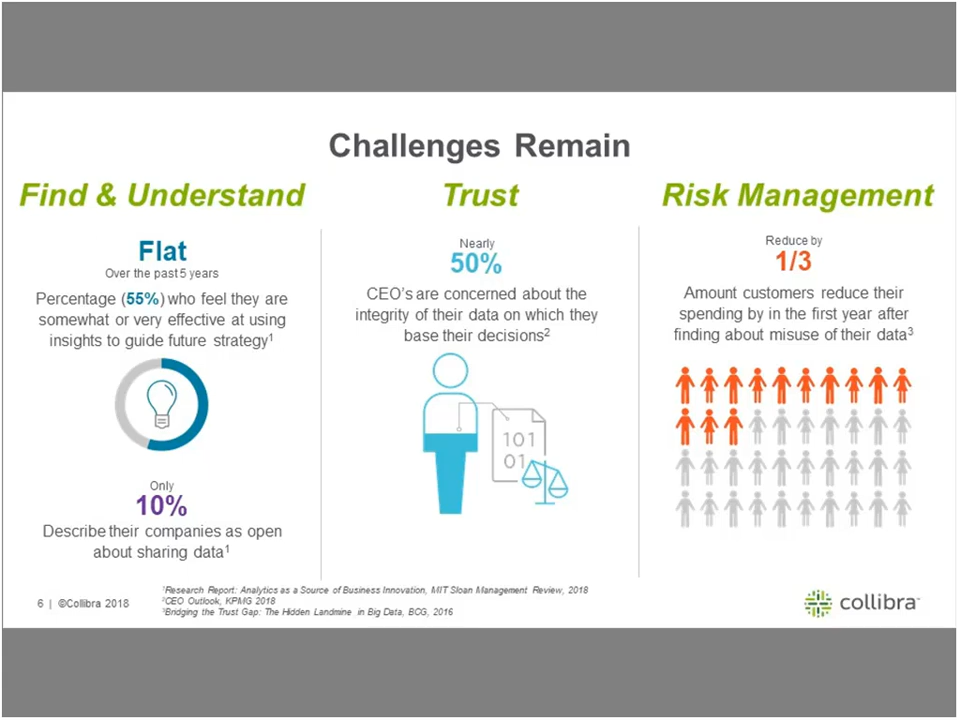 Challenges Remain
Find & Understand
Flat
Over the past 5 years
Percentage (55%) who feel they are
somewhat or very effective at using
insights to guide future strategy¹
Only
10%
Describe their companies as open
about sharing data¹
Trust
Nearly
50%
CEO's are concerned about the
integrity of their data on which they
base their decisions²
101
01
Risk Management
Reduce by
1/3
Amount customers reduce their
spending by in the first year after
finding about misuse of their data³
6 | ©Collibra 2018
¹Research Report: Analytics as a Source of Business Innovation, MIT Sloan Management Review, 2018
²CEO Outlook, KPMG 2018
³Bridging the Trust Gap: The Hidden Landmine in Big Data, BCG, 2016
collibra™